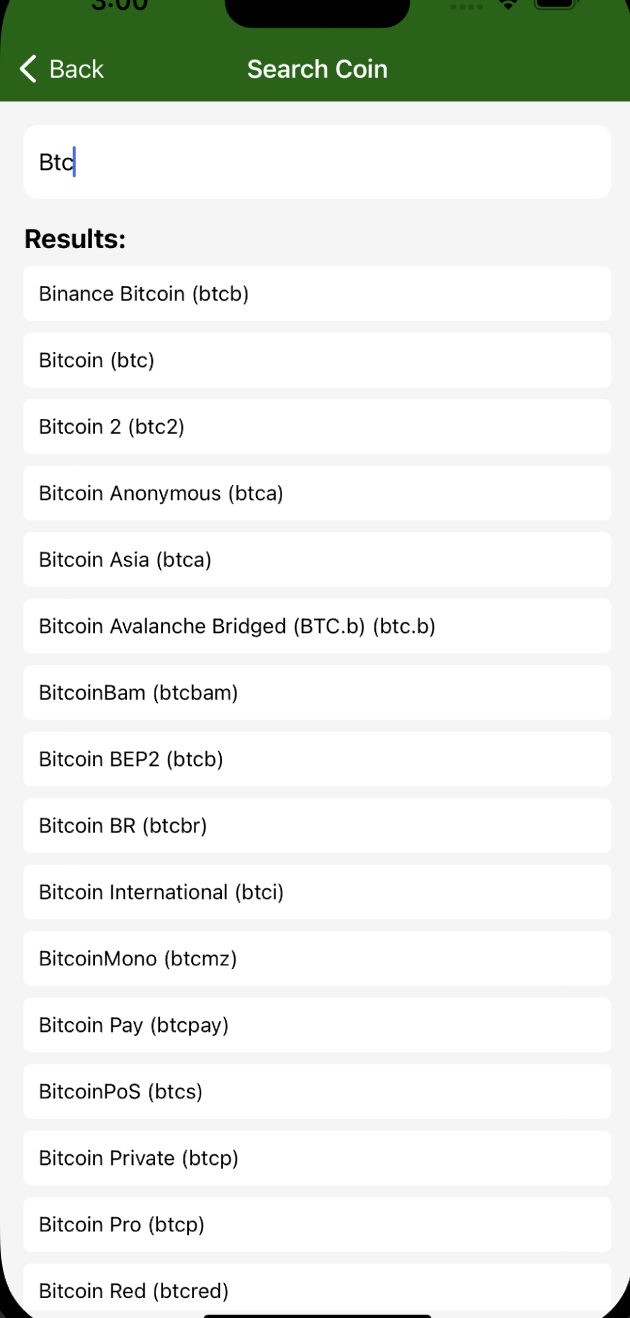 3:00
Back
Search Coin
Btc
Results:
Binance Bitcoin (btcb)
Bitcoin (btc)
Bitcoin 2 (btc2)
Bitcoin Anonymous (btca)
Bitcoin Asia (btca)
Bitcoin Avalanche Bridged (BTC.b) (btc.b)
BitcoinBam (btcbam)
Bitcoin BEP2 (btcb)
Bitcoin BR (btcbr)
Bitcoin International (btci)
BitcoinMono (btcmz)
Bitcoin Pay (btcpay)
BitcoinPoS (btcs)
Bitcoin Private (btcp)
Bitcoin Pro (btcp)
Bitcoin Red (btcred)